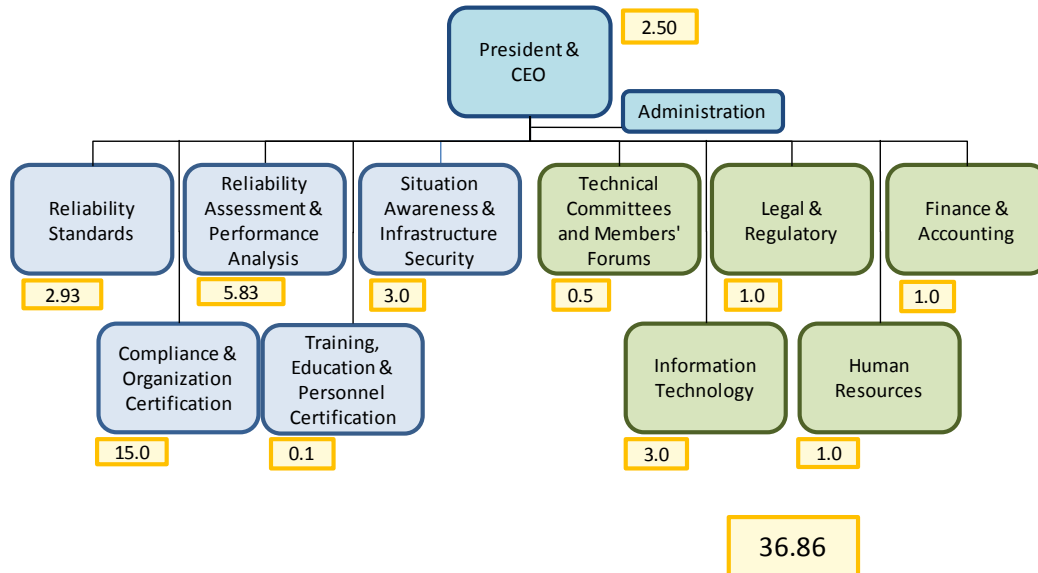 President &
CEO
2.50
Administration
Reliability
Standards
2.93
Reliability
Assessment &
Performance
Analysis
5.83
Situation
Awareness &
Infrastructure
Security
3.0
Technical
Committees
and Members'
Forums
0.5
Legal &
Regulatory
1.0
Finance &
Accounting
1.0
Compliance &
Organization
Certification
15.0
Training,
Education &
Personnel
Certification
0.1
Information
Technology
3.0
Human
Resources
1.0
36.86